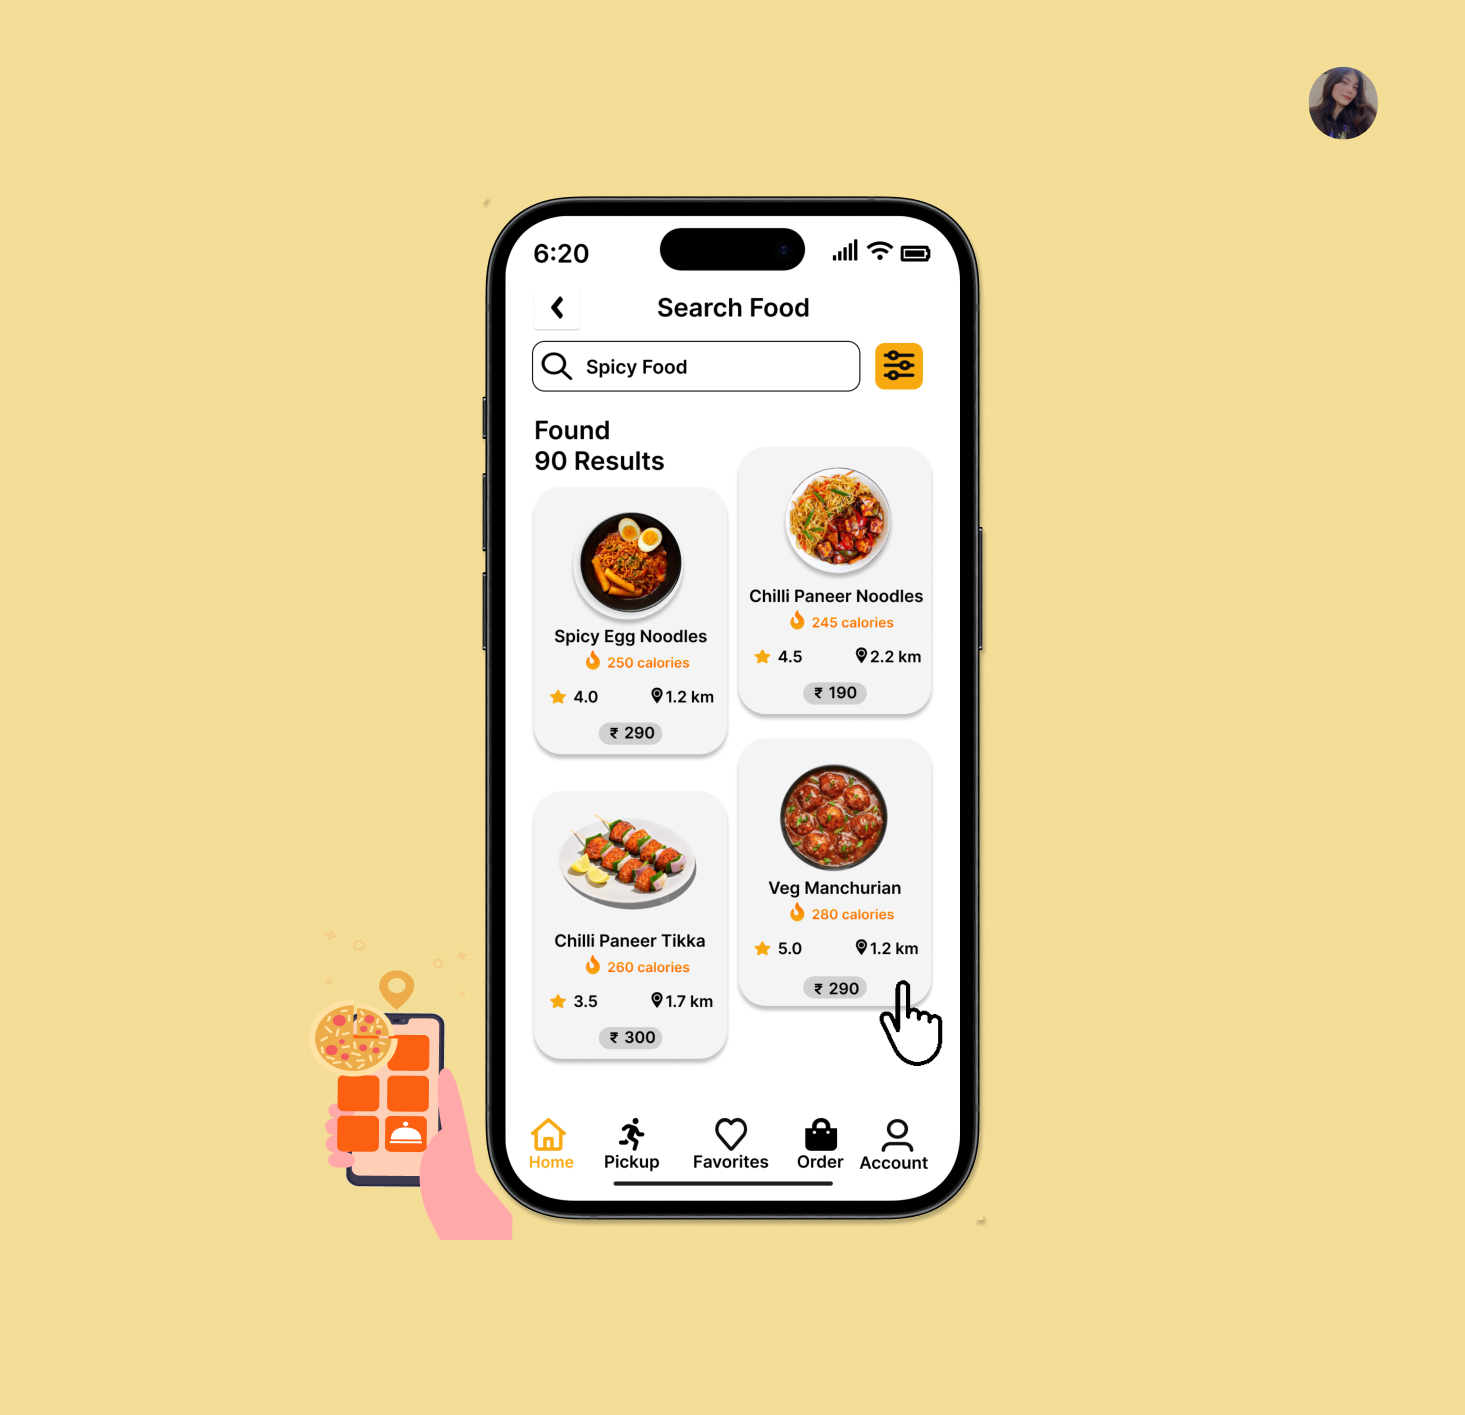 6:20
Search Food
Spicy Food
Found
90 Results
Spicy Egg Noodles
250 calories
4.0 1.2 km
₹ 290
Chilli Paneer Noodles
245 calories
4.5 2.2 km
₹ 190
Chilli Paneer Tikka
260 calories
3.5 1.7 km
₹ 300
Veg Manchurian
280 calories
5.0 1.2 km
₹ 290
Home Pickup Favorites Order Account